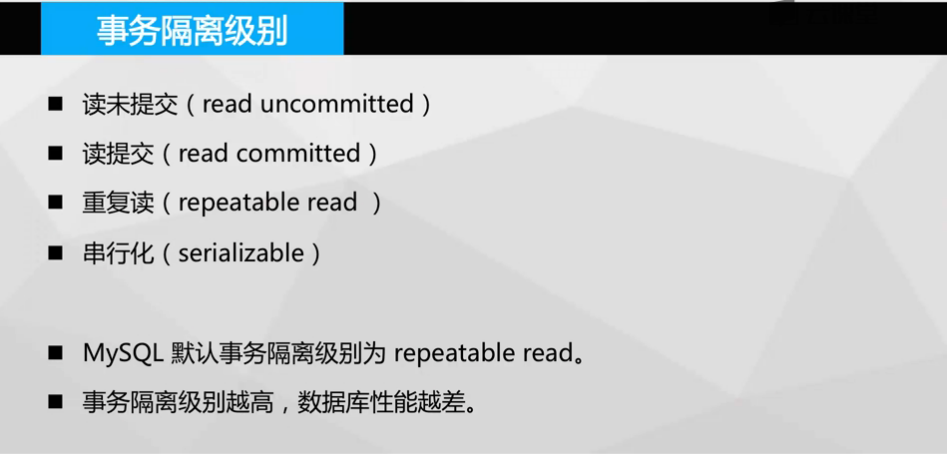 事务隔离级别
■ 读未提交（read uncommitted）
■ 读提交（read committed）
■ 重复读（repeatable read ）
■ 串行化（serializable）
■ MySQL 默认事务隔离级别为 repeatable read。
■ 事务隔离级别越高，数据库性能越差。